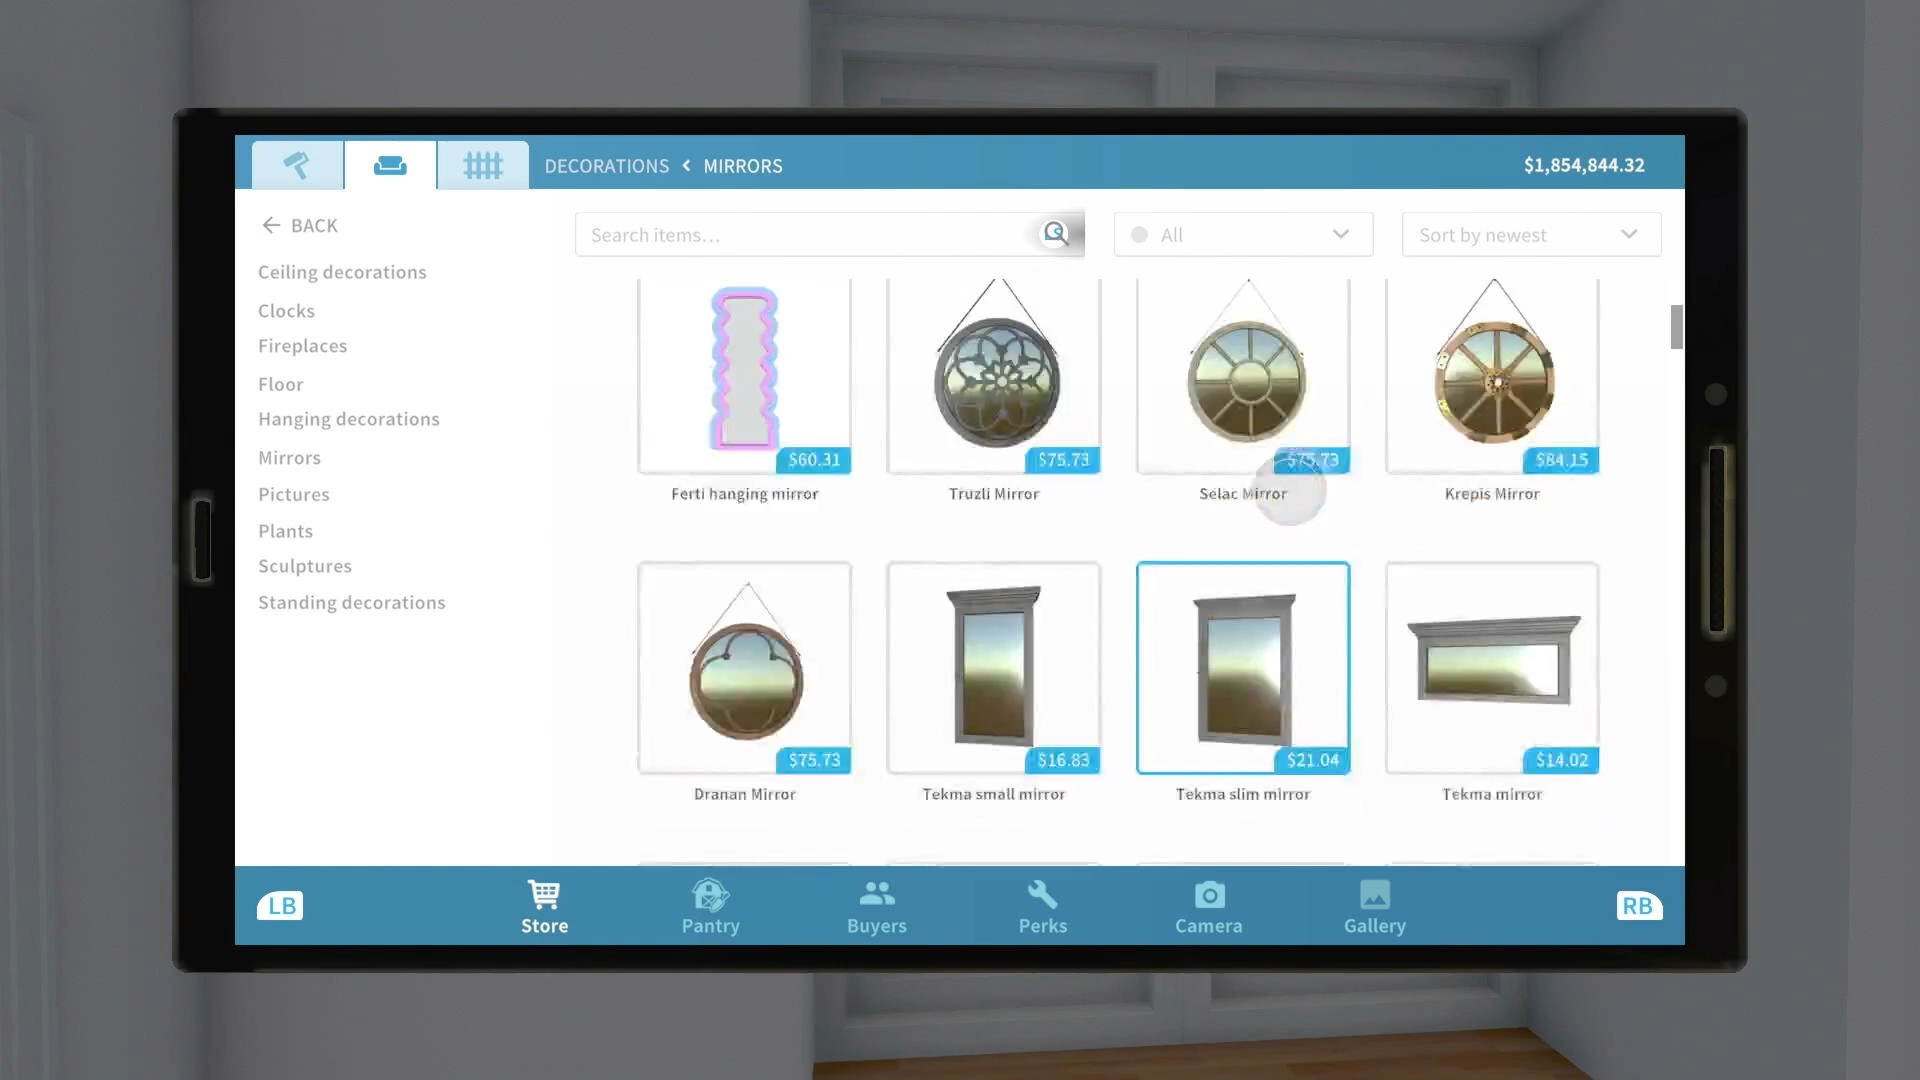 DECORATIONS < MIRRORS
$1,854,844.32
BACK
Search items...
All
Sort by newest
Ceiling decorations
Clocks
Fireplaces
Floor
Hanging decorations
Mirrors
Pictures
Plants
Sculptures
Standing decorations
$60.31
$75.73
$75.73
$84.15
Ferti hanging mirror
Truzli Mirror
Selac Mirror
Krepis Mirror
$75.73
$16.83
$21.04
$14.02
Dranan Mirror
Tekma small mirror
Tekma slim mirror
Tekma mirror
LB
Store
Pantry
Buyers
Perks
Camera
Gallery
RB